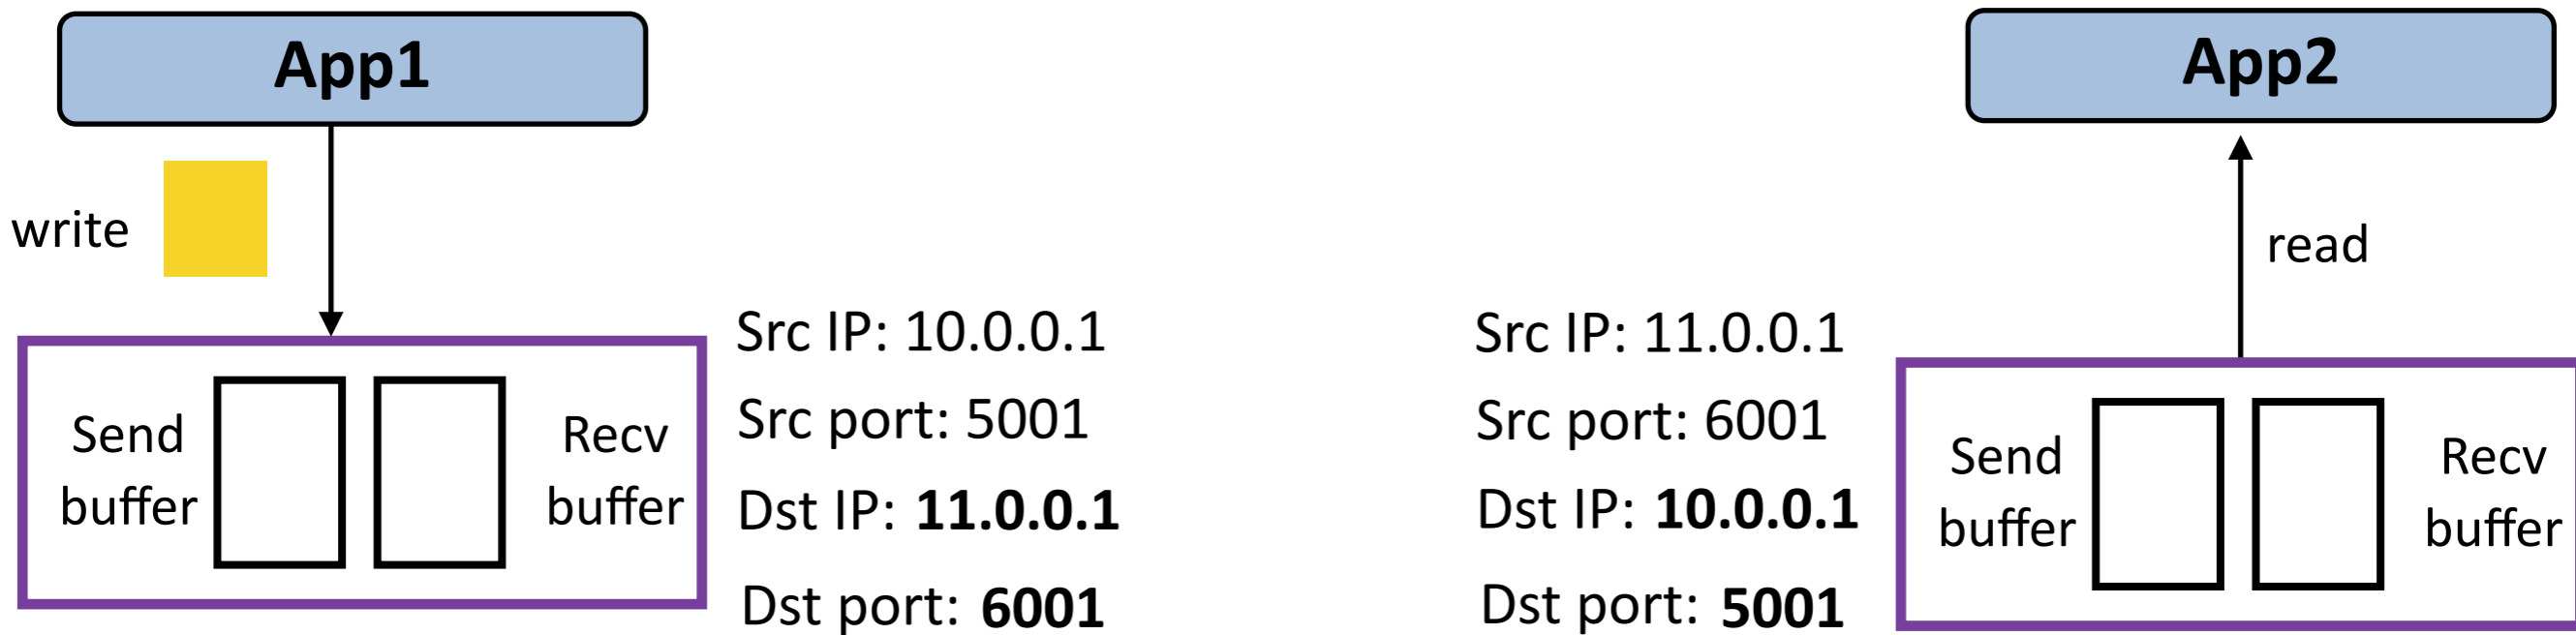 App1
App2
write
read
Src IP: 10.0.0.1
Src port: 5001
Dst IP: 11.0.0.1
Dst port: 6001
Src IP: 11.0.0.1
Src port: 6001
Dst IP: 10.0.0.1
Dst port: 5001
Send
buffer
Recv
buffer
Send
buffer
Recv
buffer